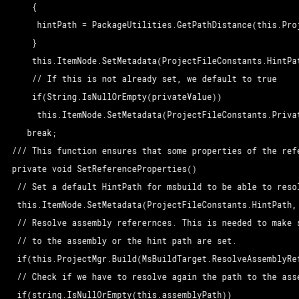 {
hintPath = PackageUtilities.GetPathDistance(this.Proj
}
this.ItemNode.SetMetadata(ProjectFileConstants.HintPat
// If this is not already set, we default to true
if(String.IsNullOrEmpty(privateValue))
this.ItemNode.SetMetadata(ProjectFileConstants.Privat
break;
/// This function ensures that some properties of the refe
private void SetReferenceProperties()
// Set a default HintPath for msbuild to be able to resol
this.ItemNode.SetMetadata(ProjectFileConstants.HintPath,
// Resolve assembly referernces. This is needed to make s
// to the assembly or the hint path are set.
if(this.ProjectMgr.Build(MsBuildTarget.ResolveAssemblyRef
// Check if we have to resolve again the path to the asse
if(string.IsNullOrEmpty(this.assemblyPath))